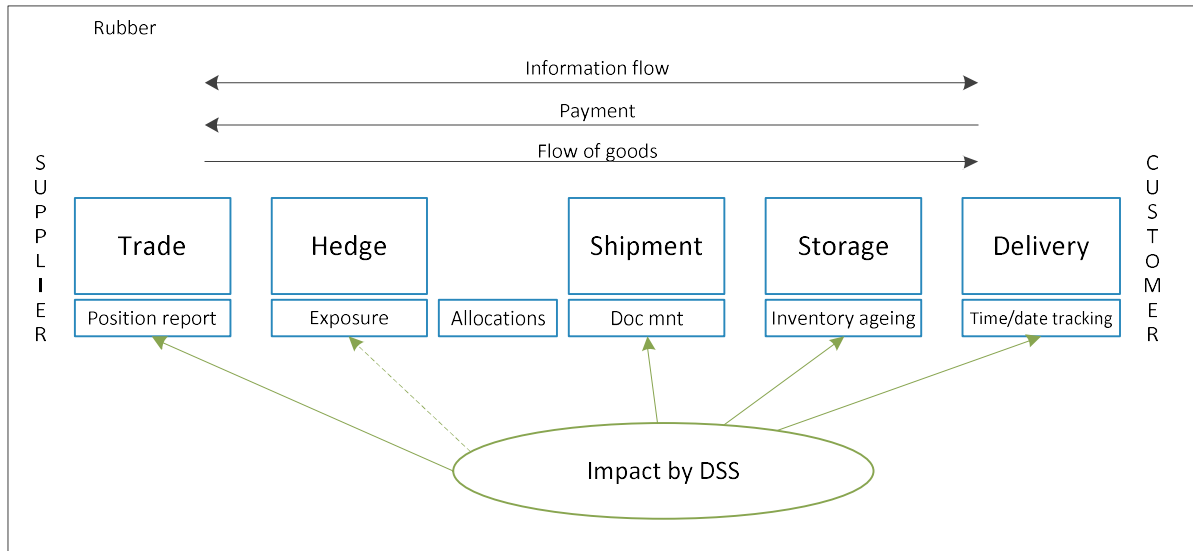 Rubber
Information flow
Payment
Flow of goods
SUPPLIER
CUSTOMER
Trade
Hedge
Shipment
Storage
Delivery
Position report
Exposure
Allocations
Doc mnt
Inventory ageing
Time/date tracking
Impact by DSS